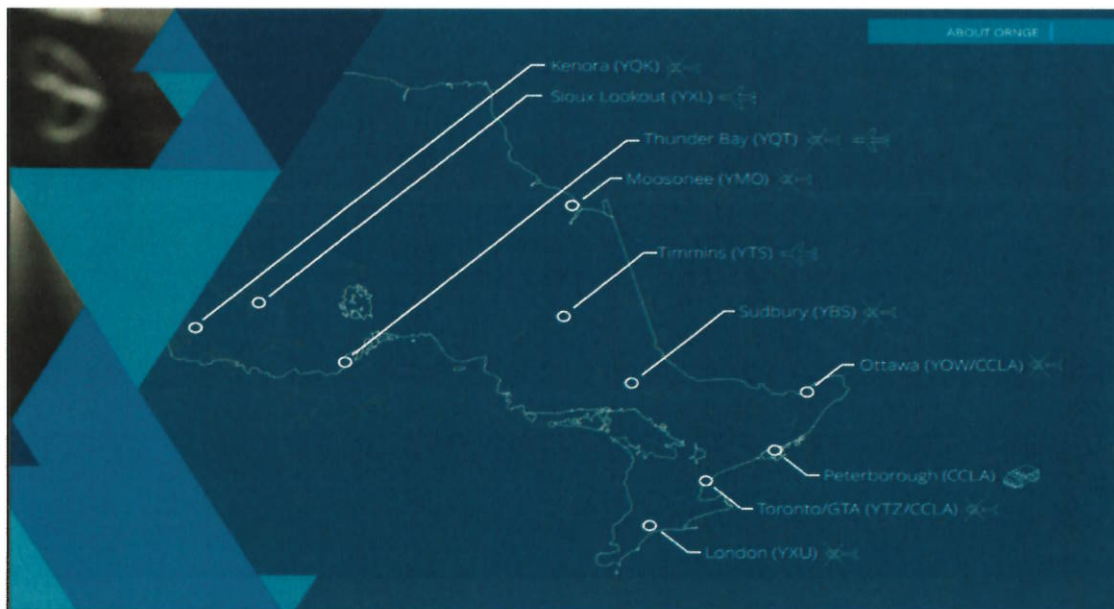 ABOUT ORNGE
Kenora (YQK)
Sioux Lookout (YXL)
Thunder Bay (YQT)
Moosonee (YMO)
Timmins (YTS)
Sudbury (YBS)
Ottawa (YOW/CCLA)
Peterborough (CCLA)
Toronto/GTA (YTZ/CCLA)
London (YXU)